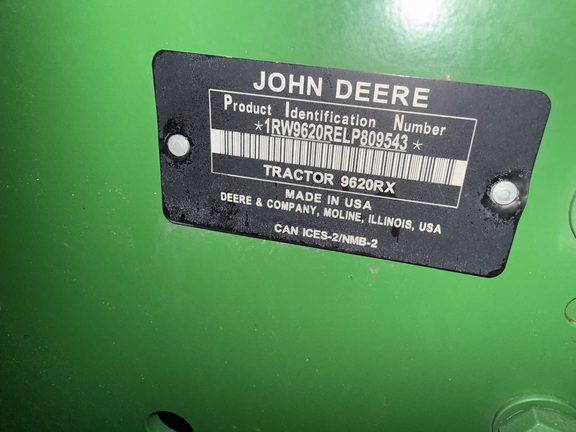 JOHN DEERE
Product Identification Number
*1RW9620RELP809543*
TRACTOR 9620RX
MADE IN USA
DEERE & COMPANY, MOLINE, ILLINOIS, USA
CAN ICES-2/NMB-2